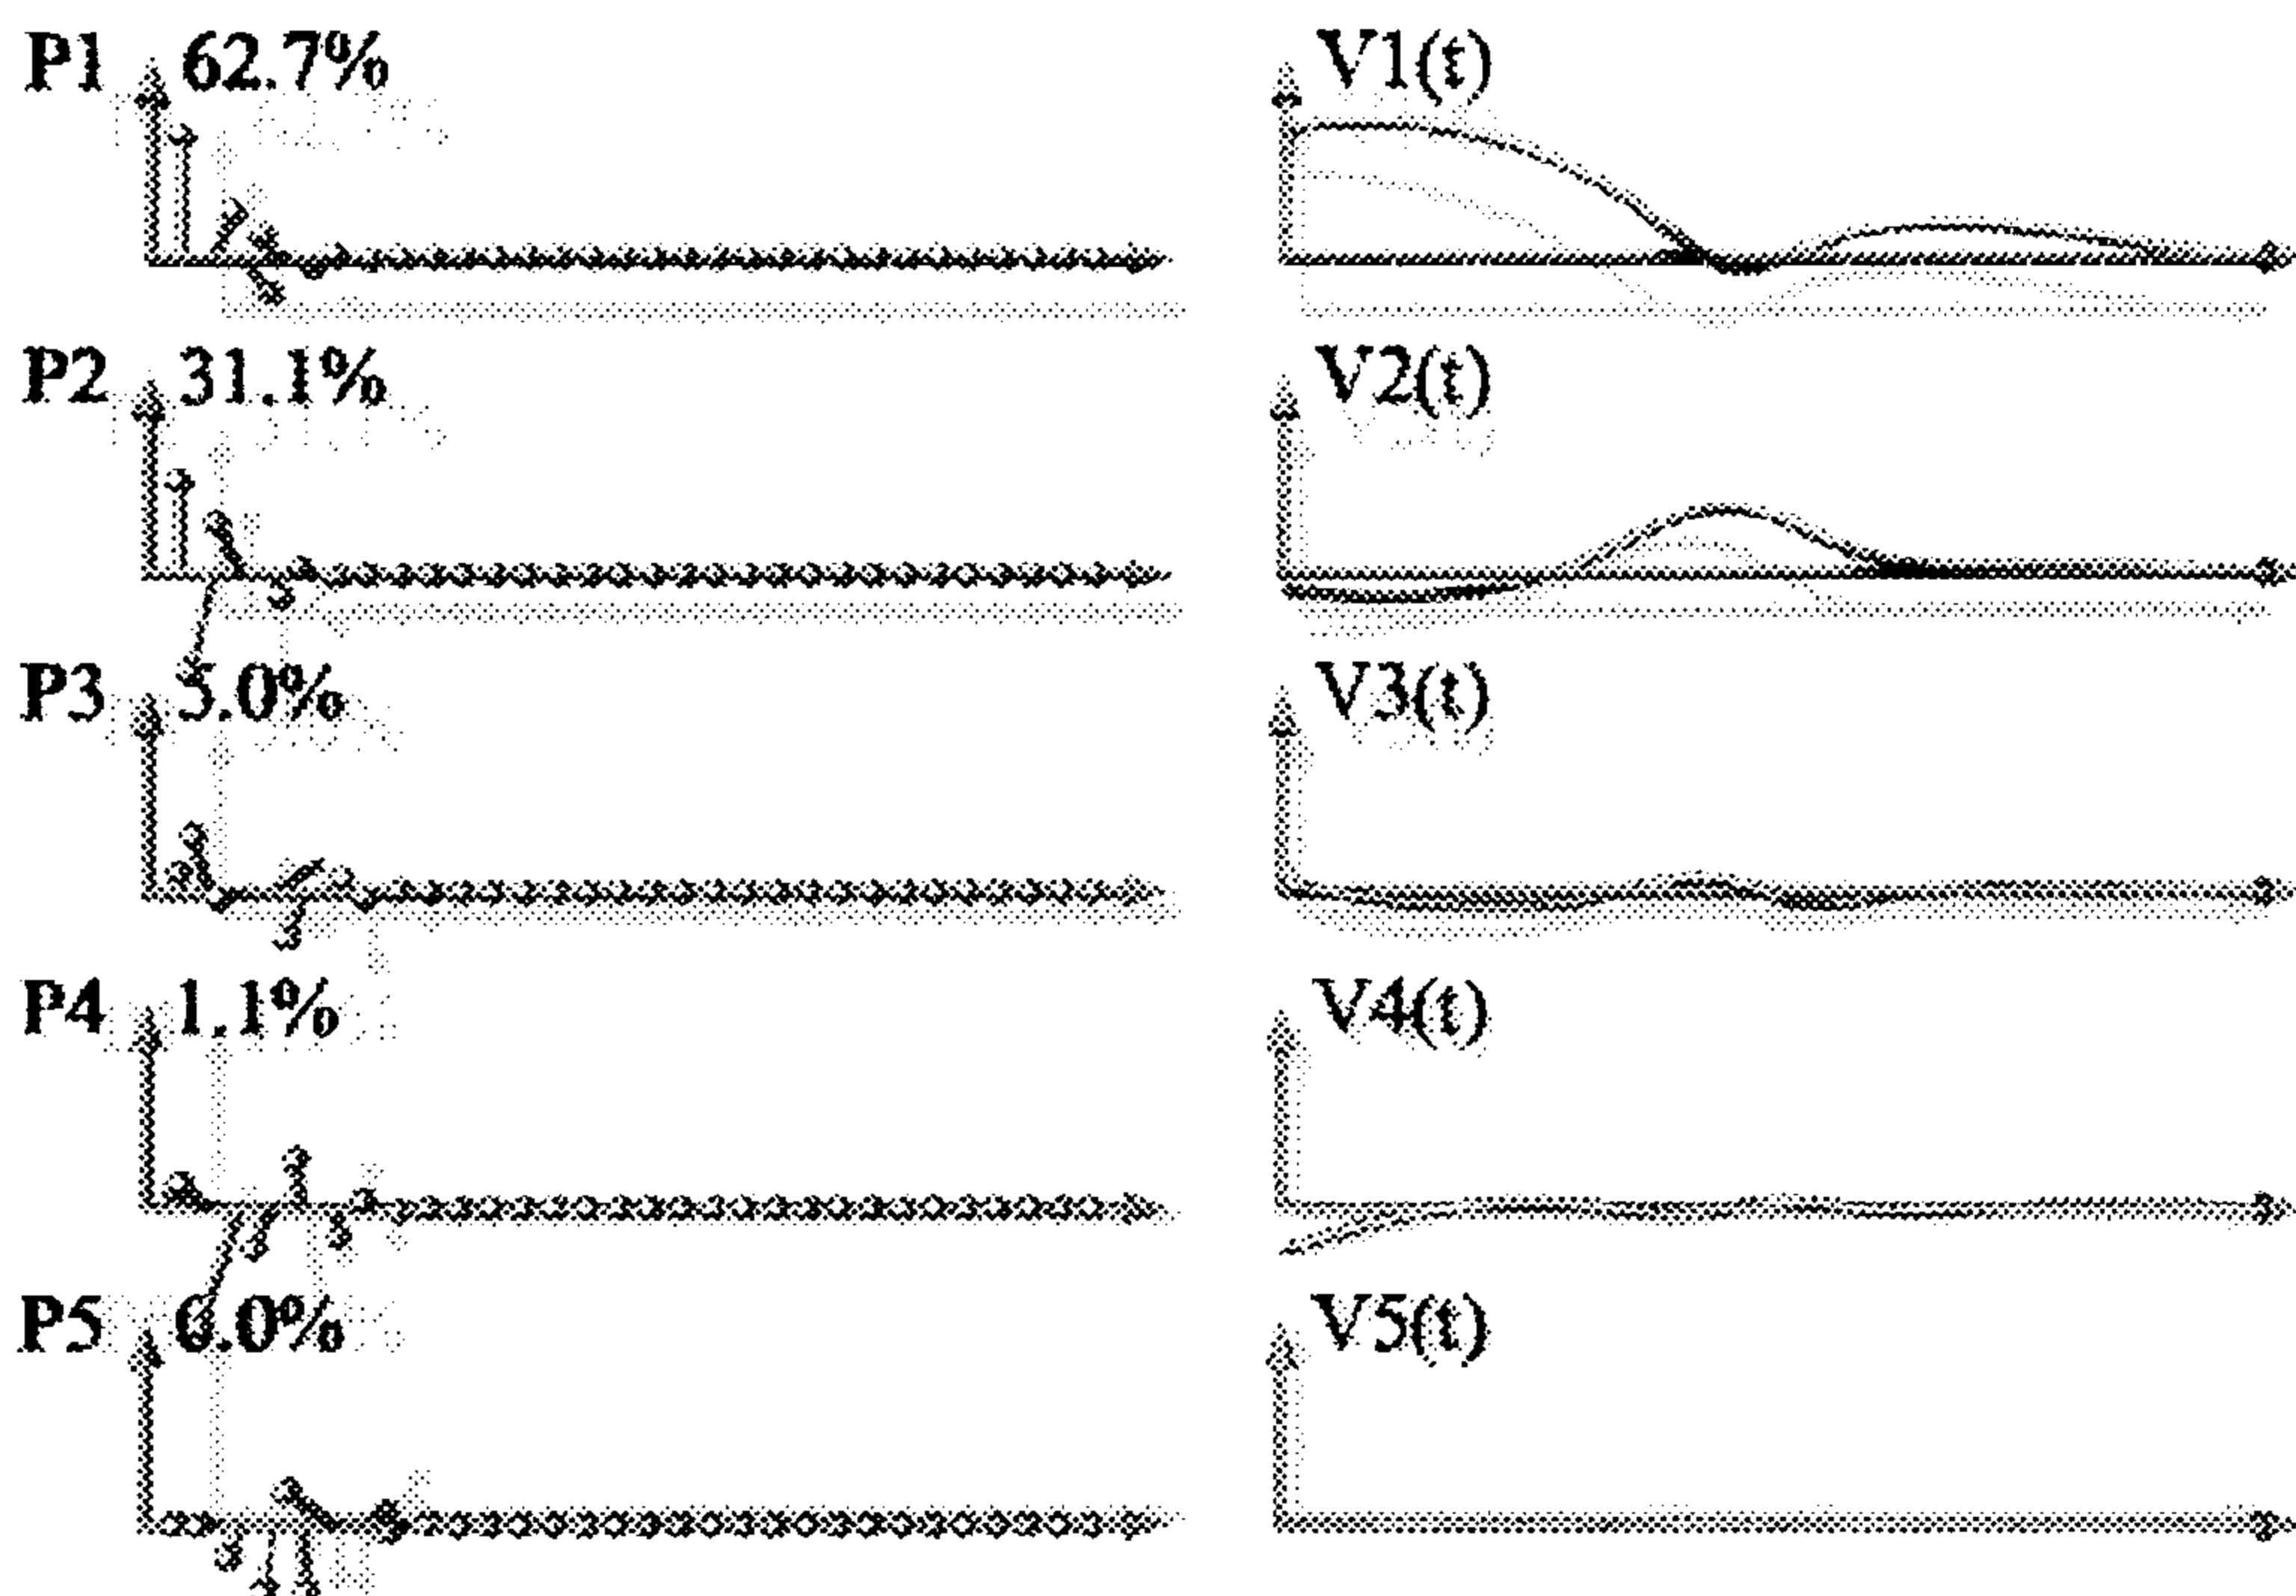 P1 62.7% V1(t)
P2 31.1% V2(t)
P3 5.0% V3(t)
P4 1.1% V4(t)
P5 0.0% V5(t)